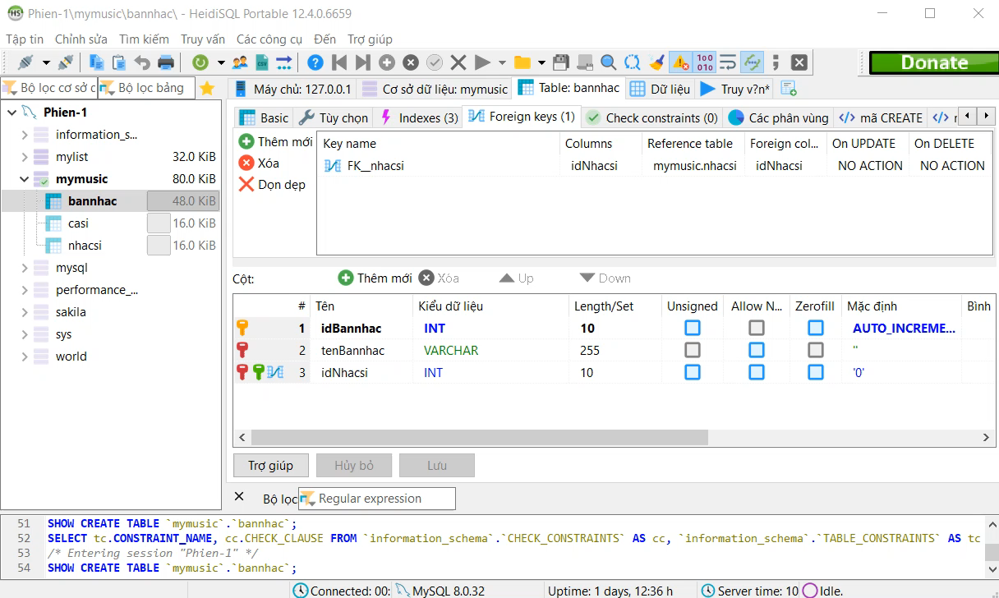 Phien-1\mymusic\bannhac\ - HeidiSQL Portable 12.4.0.6659
Tập tin Chỉnh sửa Tìm kiếm Truy vấn Các công cụ Đến Trợ giúp
Donate
Bộ lọc cơ sở d Bộ lọc bảng
Máy chủ: 127.0.0.1 Cơ sở dữ liệu: mymusic Table: bannhac Dữ liệu Truy v?n*
Phien-1
information_s...
mylist 32.0 KiB
mymusic 80.0 KiB
bannhac 48.0 KiB
casi 16.0 KiB
nhacsi 16.0 KiB
mysql
performance_...
sakila
sys
world
Basic Tùy chọn Indexes (3) Foreign keys (1) Check constraints (0) Các phân vùng mã CREATE
Thêm mới
Xóa
Dọn dẹp
Key name Columns Reference table Foreign col... On UPDATE On DELETE
FK__nhacsi idNhacsi mymusic.nhacsi idNhacsi NO ACTION NO ACTION
Cột: Thêm mới Xóa Up Down
# Tên Kiểu dữ liệu Length/Set Unsigned Allow N... Zerofill Mặc định Bình
1 idBannhac INT 10 AUTO_INCREME...
2 tenBannhac VARCHAR 255 ''
3 idNhacsi INT 10 '0'
Trợ giúp Hủy bỏ Lưu
Bộ lọc Regular expression
51 SHOW CREATE TABLE `mymusic`.`bannhac`;
52 SELECT tc.CONSTRAINT_NAME, cc.CHECK_CLAUSE FROM `information_schema`.`CHECK_CONSTRAINTS` AS cc, `information_schema`.`TABLE_CONSTRAINTS` AS tc
53 /* Entering session "Phien-1" */
54 SHOW CREATE TABLE `mymusic`.`bannhac`;
Connected: 00: MySQL 8.0.32 Uptime: 1 days, 12:36 h Server time: 10 Idle.